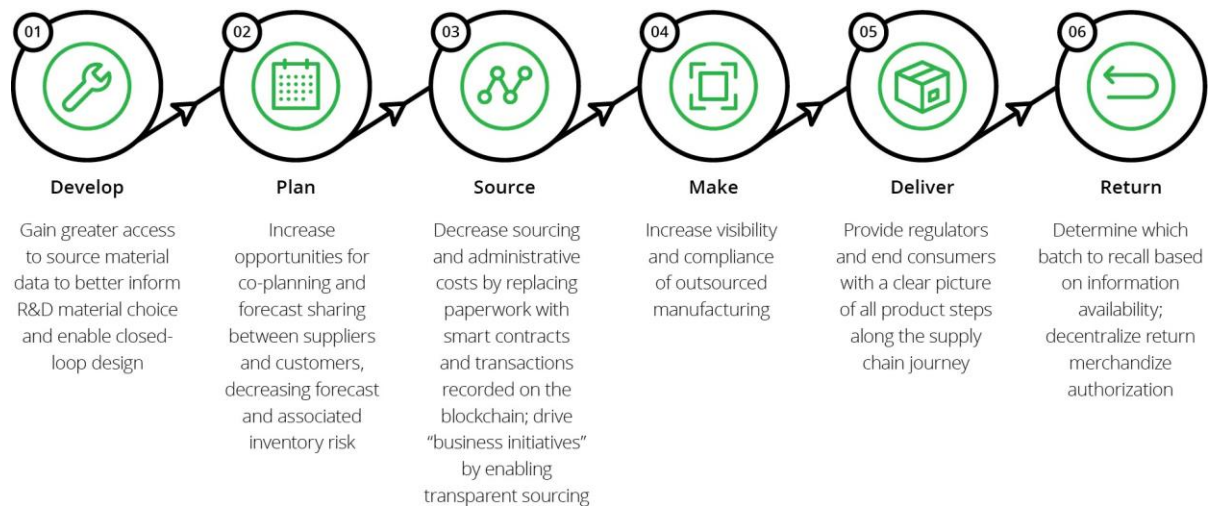 01
02
03
04
05
06
Develop
Gain greater access
to source material
data to better inform
R&D material choice
and enable closed-
loop design
Plan
Increase
opportunities for
co-planning and
forecast sharing
between suppliers
and customers,
decreasing forecast
and associated
inventory risk
Source
Decrease sourcing
and administrative
costs by replacing
paperwork with
smart contracts
and transactions
recorded on the
blockchain; drive
“business initiatives”
by enabling
transparent sourcing
Make
Increase visibility
and compliance
of outsourced
manufacturing
Deliver
Provide regulators
and end consumers
with a clear picture
of all product steps
along the supply
chain journey
Return
Determine which
batch to recall based
on information
availability;
decentralize return
merchandize
authorization